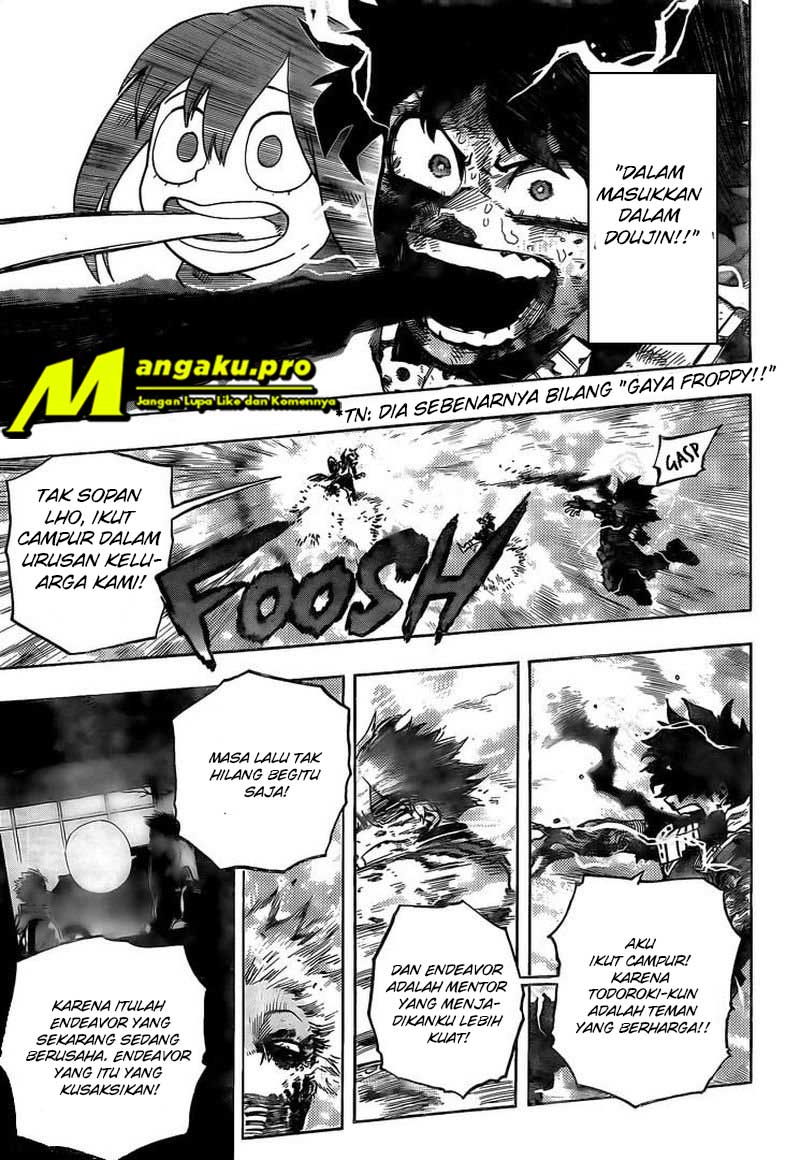 "DALAM
MASUKKAN
DALAM
DOUJIN!!"
Mangaku.pro
Jangan Lupa Like dan Komennya
*TN: DIA SEBENARNYA BILANG "GAYA FROPPY!!"
GASP
TAK SOPAN
LHO, IKUT
CAMPUR DALAM
URUSAN KELU-
ARGA KAMI!
FOOSH
AKU
IKUT CAMPUR!
KARENA
TODOROKI-KUN
ADALAH TEMAN
YANG BERHARGA!!
DAN ENDEAVOR
ADALAH MENTOR
YANG MENJA-
DIKANKU LEBIH
KUAT!
MASA LALU TAK
HILANG BEGITU
SAJA!
KARENA ITULAH
ENDEAVOR YANG
SEKARANG SEDANG
BERUSAHA. ENDEAVOR
YANG ITU YANG
KUSAKSIKAN!